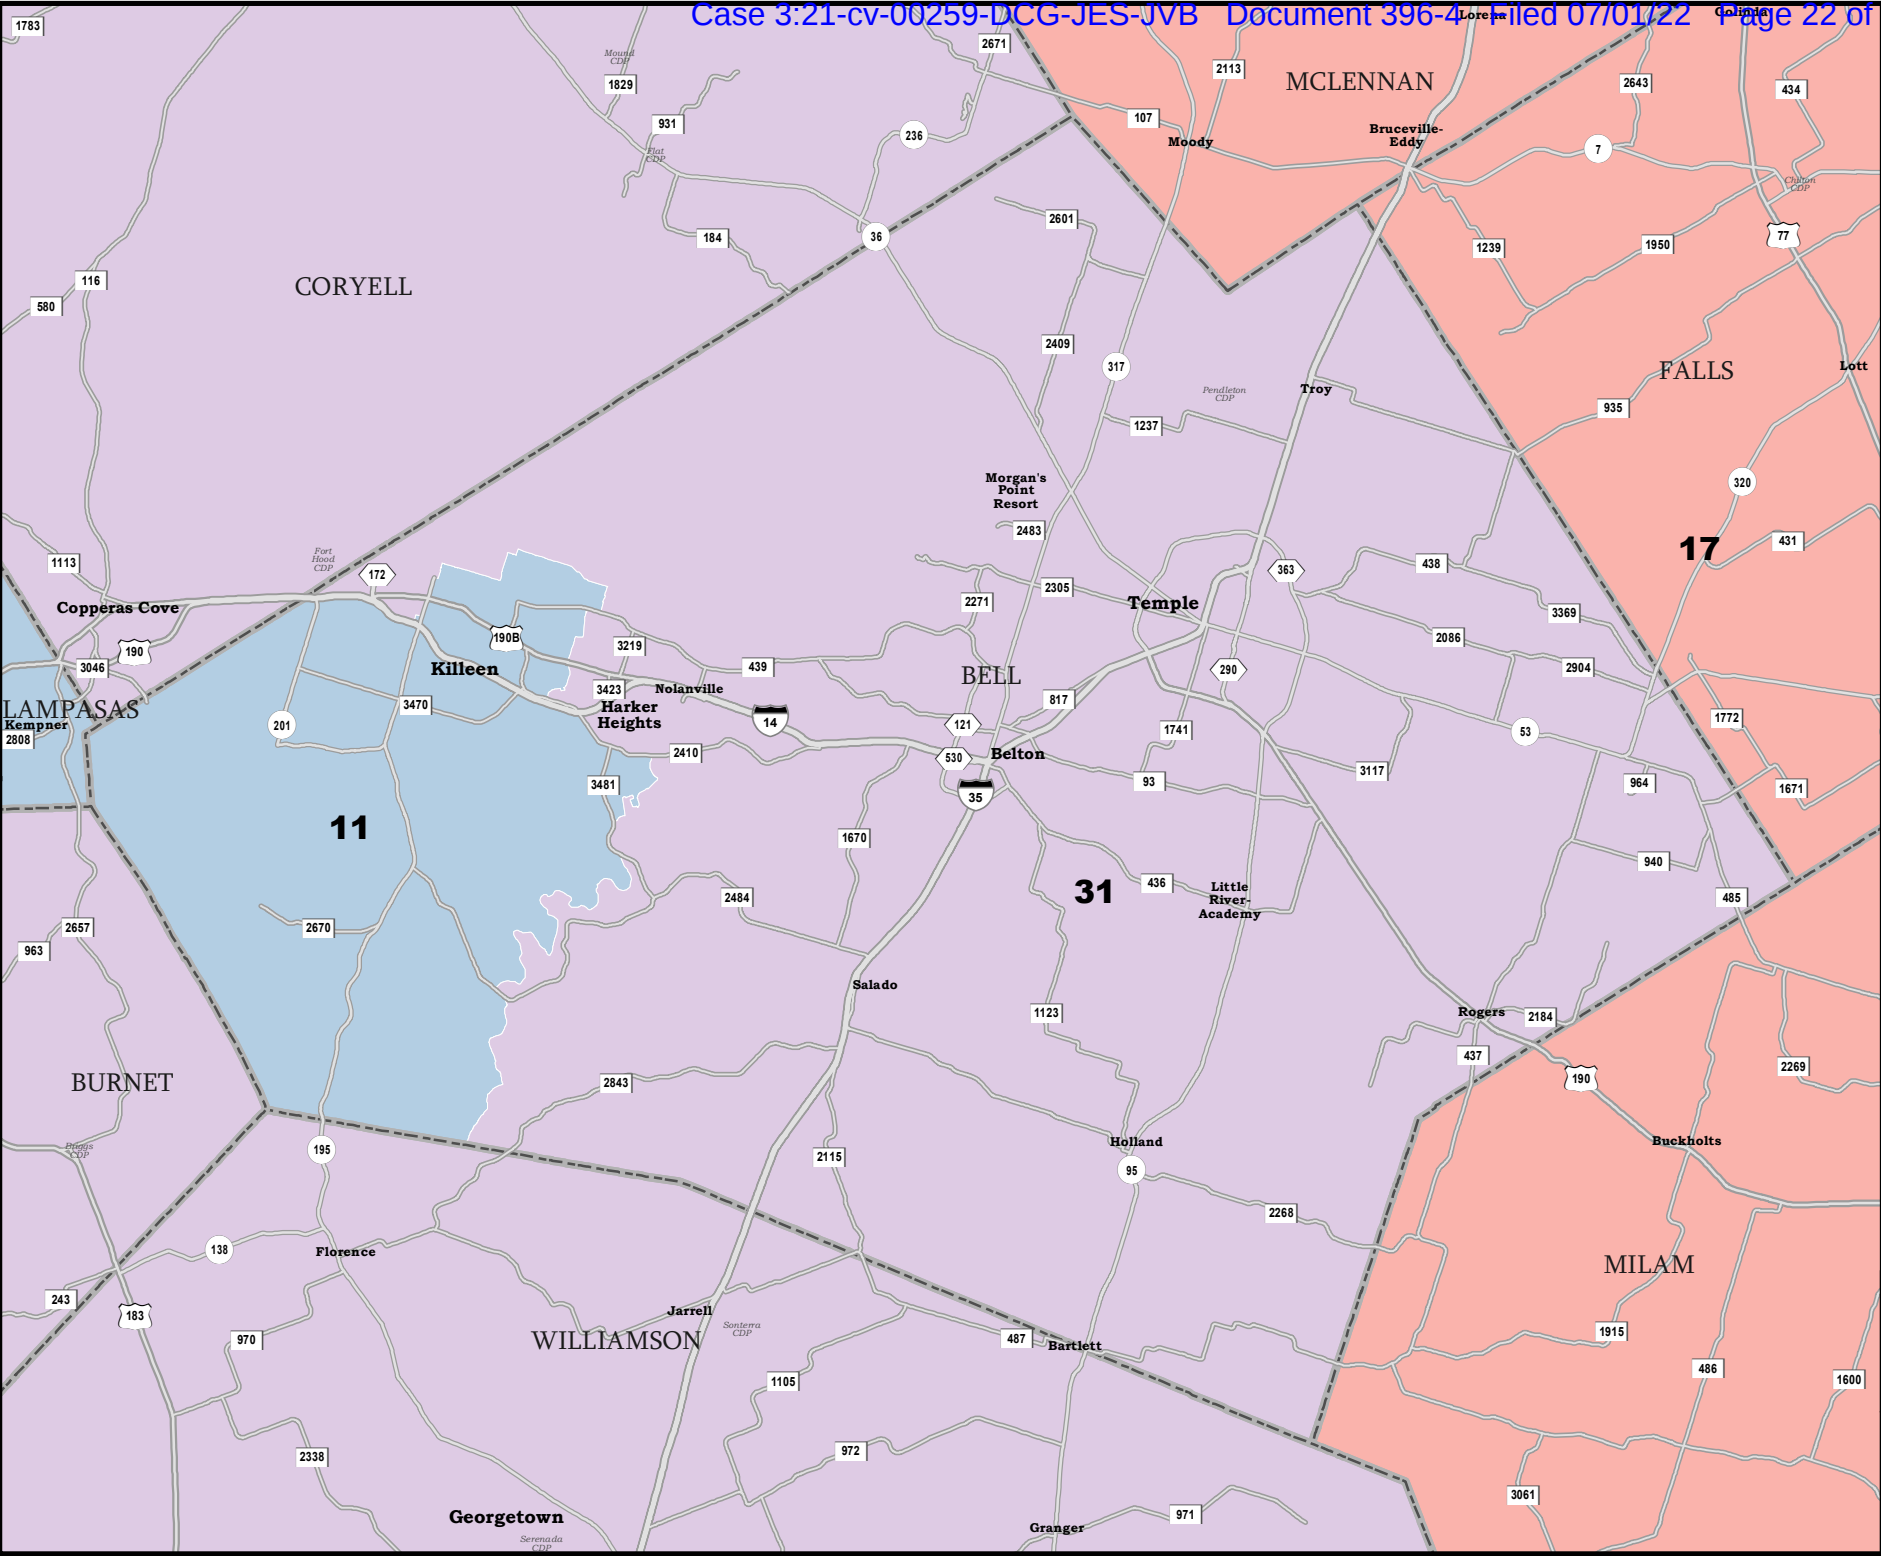 Case 3:21-cv-00259-DCG-JES-JVB Document 396-4 Filed 07/01/22 Page 22 of
1783
Mound
CDP
2671
Lorena
Golinda
1829
2113
MCLENNAN
2643
434
931
236
107
Moody
Bruceville-
Eddy
7
Flat
CDP
Chilton
CDP
184
36
2601
1239
1950
77
116
CORYELL
580
2409
317
Pendleton
CDP
Troy
FALLS
Lott
935
1237
Morgan's
Point
Resort
320
2483
17
431
1113
Fort
Hood
CDP
172
363
438
Copperas Cove
2305
2271
Temple
3369
190
190B
3219
2086
3046
Killeen
439
BELL
290
2904
3423
Nolanville
817
LAMPASAS
Kempner
2808
201
3470
Harker
Heights
14
121
1741
53
1772
2410
530
Belton
3481
35
93
3117
964
1671
11
1670
940
2484
31
436
Little
River-
Academy
485
2657
2670
963
Salado
1123
Rogers
2184
437
2269
BURNET
2843
190
Briggs
CDP
195
2115
Holland
95
Buckholts
2268
138
Florence
MILAM
243
183
Jarrell
970
WILLIAMSON
Sonterra
CDP
487
Bartlett
1915
486
1105
1600
2338
972
3061
Georgetown
971
Granger
Serenada
CDP